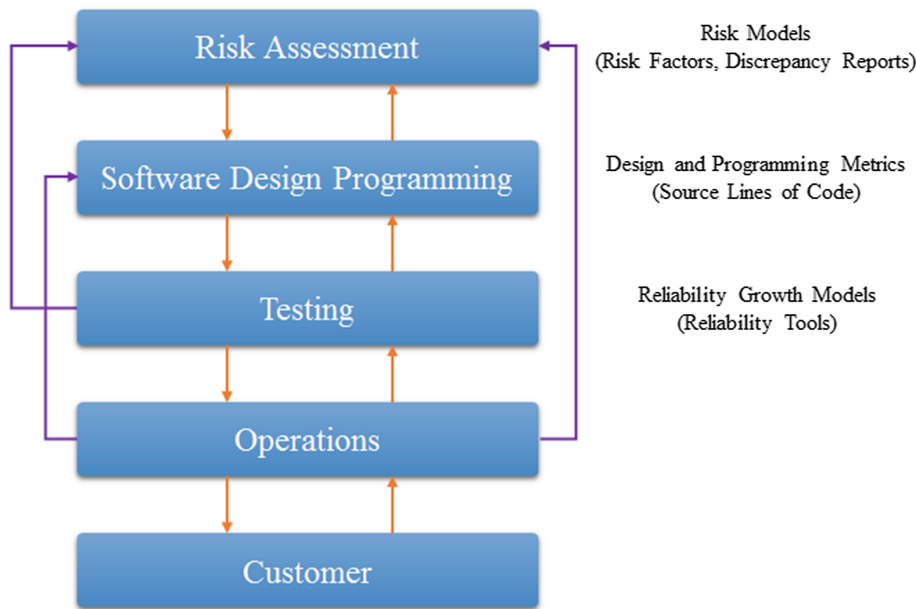 Risk Assessment
Risk Models
(Risk Factors, Discrepancy Reports)
Software Design Programming
Design and Programming Metrics
(Source Lines of Code)
Testing
Reliability Growth Models
(Reliability Tools)
Operations
Customer